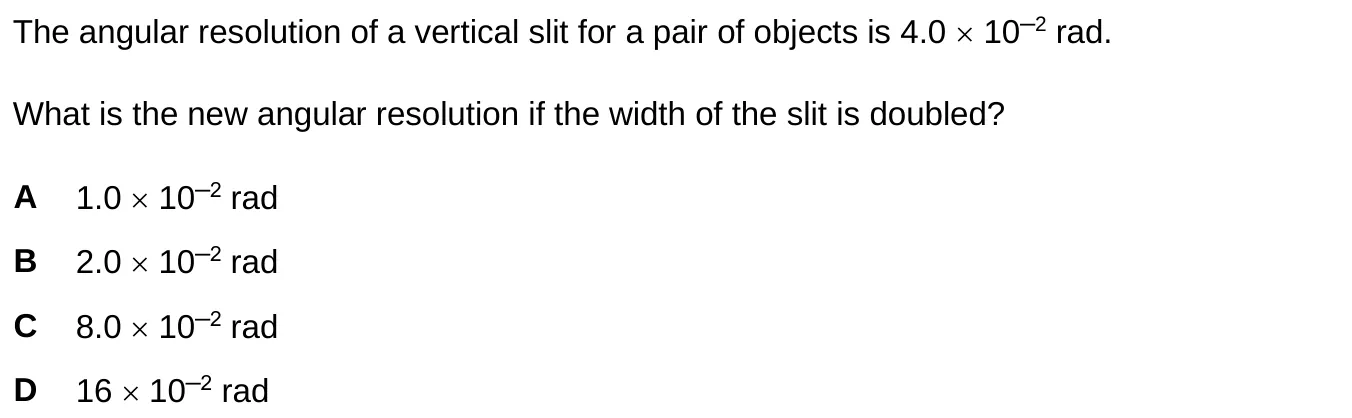 The angular resolution of a vertical slit for a pair of objects is 4.0 × 10⁻² rad.
What is the new angular resolution if the width of the slit is doubled?
A 1.0 × 10⁻² rad
B 2.0 × 10⁻² rad
C 8.0 × 10⁻² rad
D 16 × 10⁻² rad